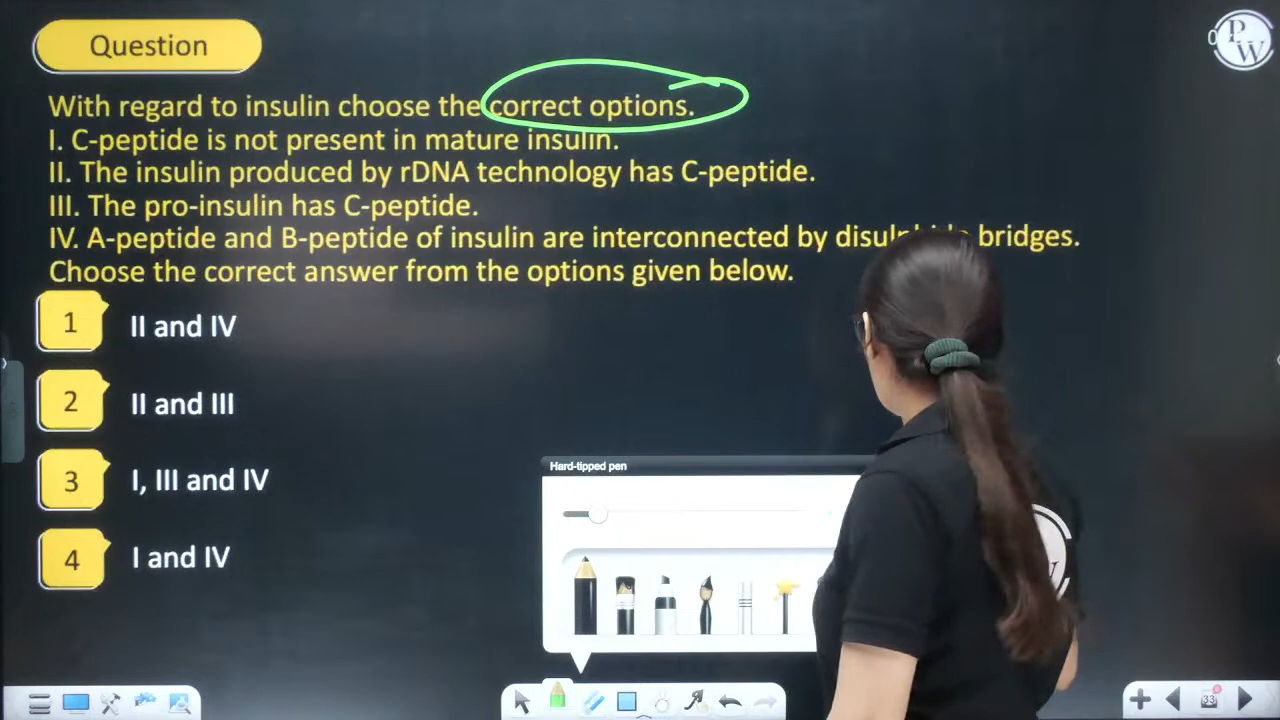 Question
With regard to insulin choose the correct options.
I. C-peptide is not present in mature insulin.
II. The insulin produced by rDNA technology has C-peptide.
III. The pro-insulin has C-peptide.
IV. A-peptide and B-peptide of insulin are interconnected by disulphide bridges.
Choose the correct answer from the options given below.
1 II and IV
2 II and III
3 I, III and IV
4 I and IV
Hard-tipped pen
P
W
W
33